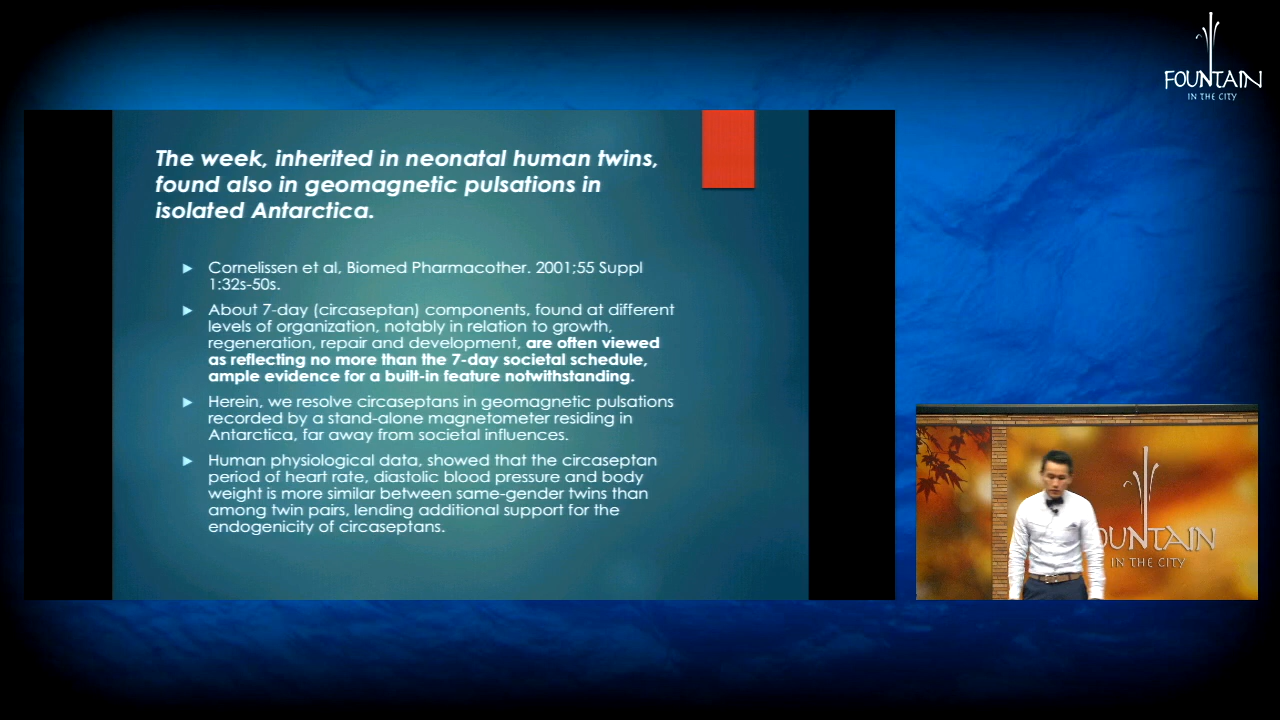 FOUNTAIN
IN THE CITY
The week, inherited in neonatal human twins,
found also in geomagnetic pulsations in
isolated Antarctica.
Cornelissen et al, Biomed Pharmacother. 2001;55 Suppl
1:32s-50s.
About 7-day (circaseptan) components, found at different
levels of organization, notably in relation to growth,
regeneration, repair and development, are often viewed
as reflecting no more than the 7-day societal schedule,
ample evidence for a built-in feature notwithstanding.
Herein, we resolve circaseptans in geomagnetic pulsations
recorded by a stand-alone magnetometer residing in
Antarctica, far away from societal influences.
Human physiological data, showed that the circaseptan
period of heart rate, diastolic blood pressure and body
weight is more similar between same-gender twins than
among twin pairs, lending additional support for the
endogenicity of circaseptans.
OUNTAIN
IN THE CITY